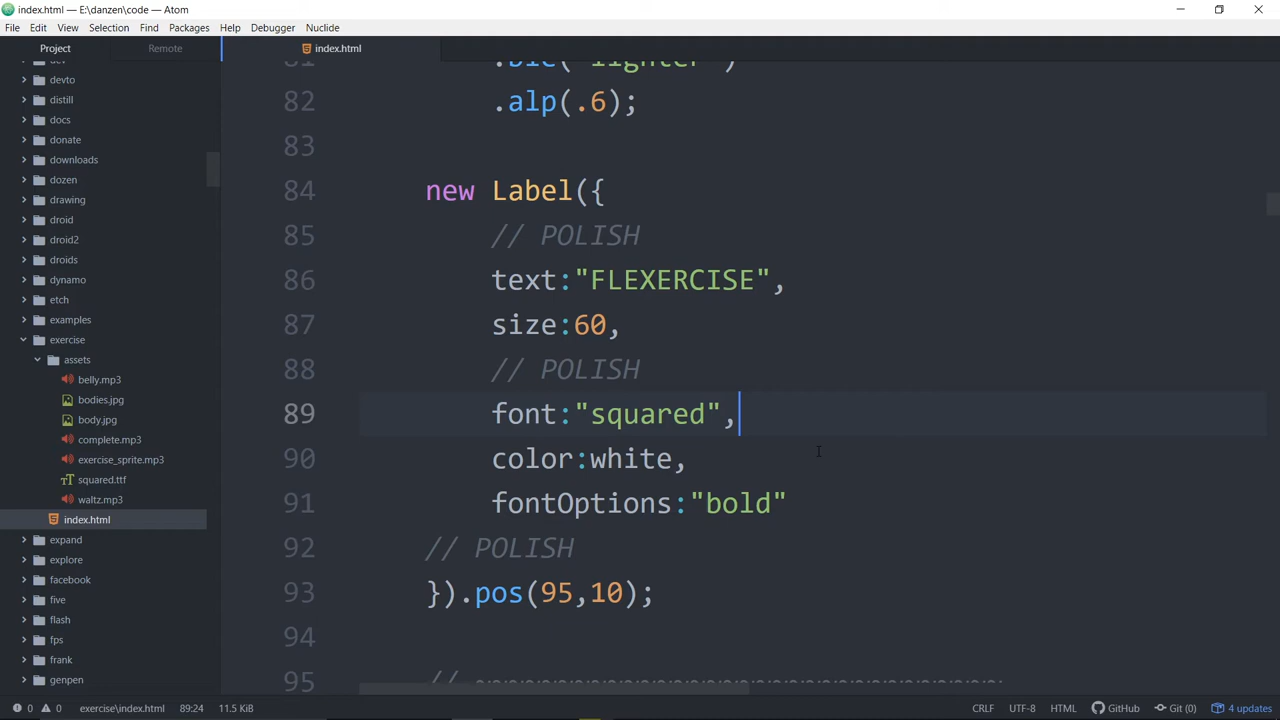 index.html — E:\danzen\code — Atom
File Edit View Selection Find Packages Help Debugger Nuclide
Project Remote
index.html
devto
distill
docs
donate
downloads
dozen
drawing
droid
droid2
droids
dynamo
etch
examples
exercise
assets
belly.mp3
bodies.jpg
body.jpg
complete.mp3
exercise_sprite.mp3
squared.ttf
waltz.mp3
index.html
expand
explore
facebook
five
flash
fps
frank
genpen
82 .alp(.6);
83
84 new Label({
85 // POLISH
86 text:"FLEXERCISE",
87 size:60,
88 // POLISH
89 font:"squared",
90 color:white,
91 fontOptions:"bold"
92 // POLISH
93 }).pos(95,10);
94
95 //
0 0 exercise\index.html 89:24 11.5 KiB CRLF UTF-8 HTML GitHub Git (0) 4 updates